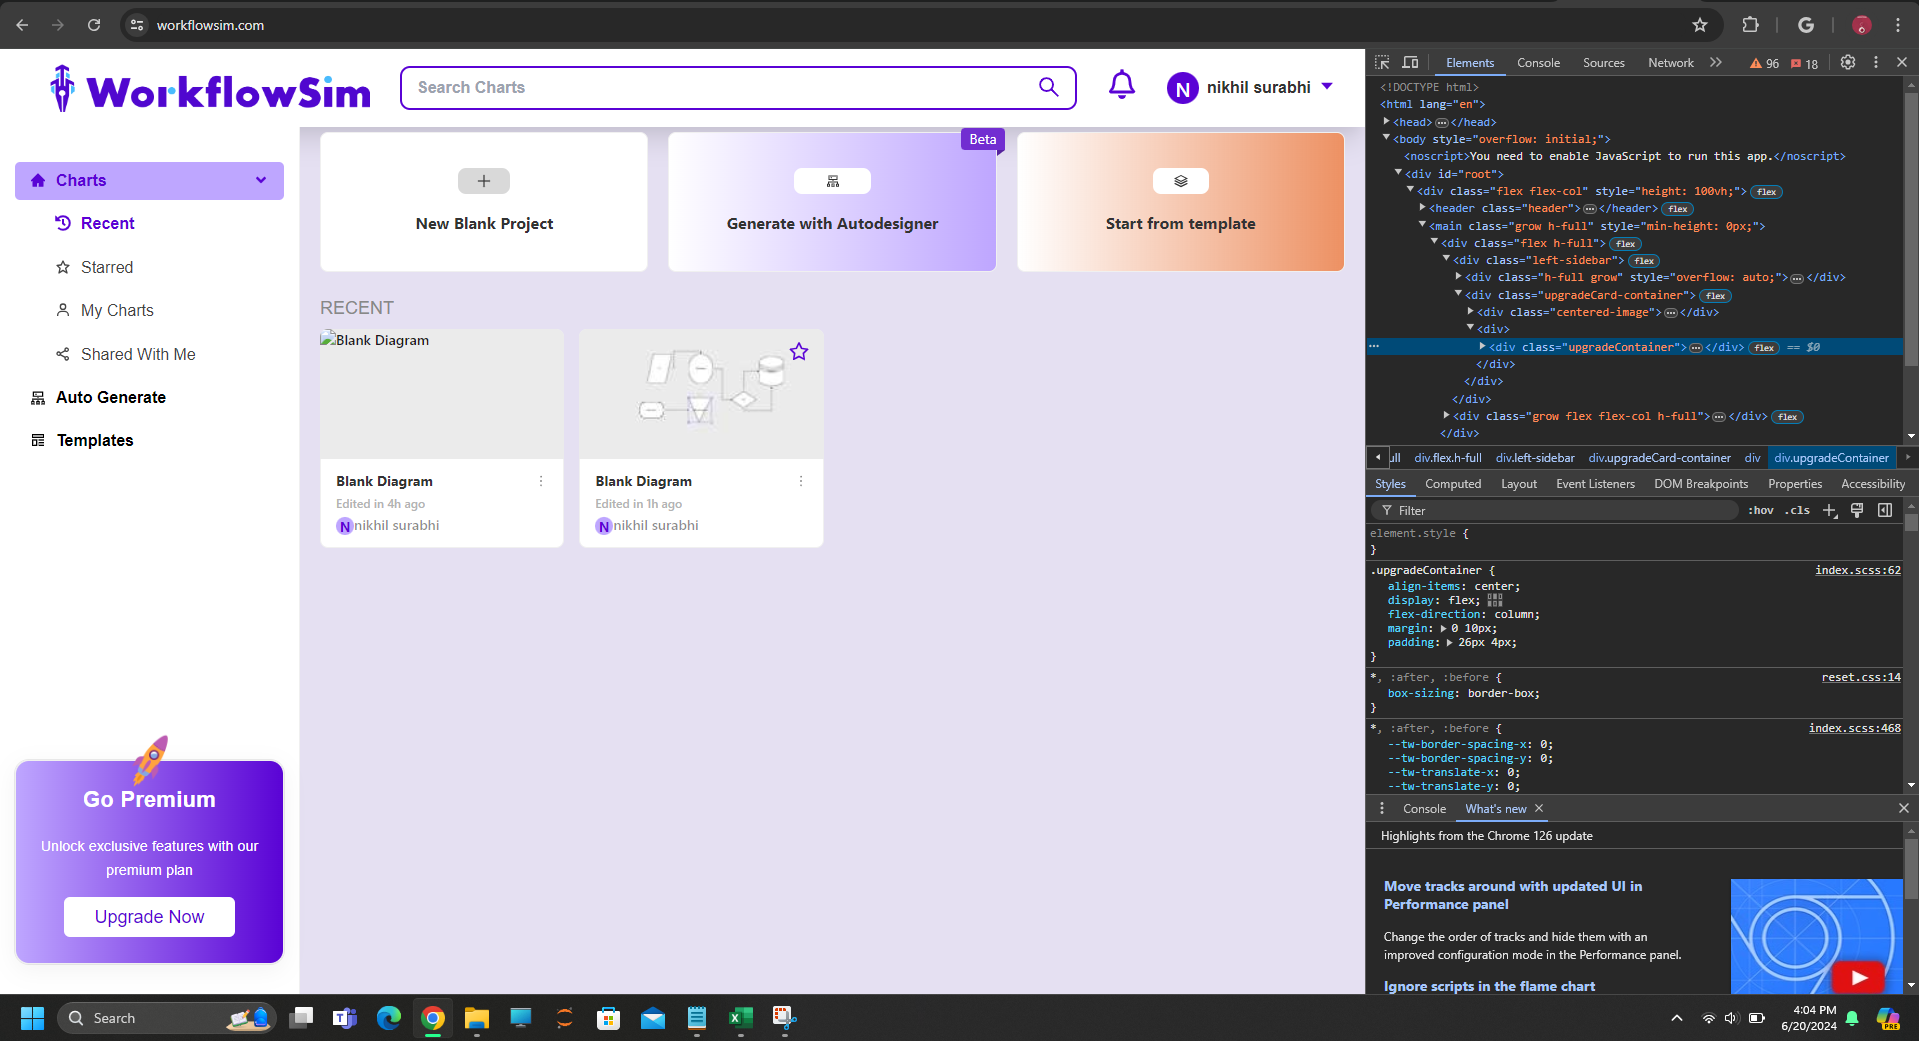 workflowsim.com
WorkflowSim
Search Charts
N nikhil surabhi
Charts
Recent
Starred
My Charts
Shared With Me
Auto Generate
Templates
Go Premium
Unlock exclusive features with our
premium plan
Upgrade Now
New Blank Project
Beta
Generate with Autodesigner
Start from template
RECENT
Blank Diagram
Blank Diagram
Edited in 4h ago
N nikhil surabhi
Blank Diagram
Edited in 1h ago
N nikhil surabhi
Elements Console Sources Network 96 18
<!DOCTYPE html>
<html lang="en">
<head> </head>
<body style="overflow: initial;">
<noscript>You need to enable JavaScript to run this app.</noscript>
<div id="root">
<div class="flex flex-col" style="height: 100vh;"> flex
<header class="header"> </header> flex
<main class="grow h-full" style="min-height: 0px;">
<div class="flex h-full"> flex
<div class="left-sidebar"> flex
<div class="h-full grow" style="overflow: auto;"> </div>
<div class="upgradeCard-container"> flex
<div class="centered-image"> </div>
<div>
<div class="upgradeContainer"> </div> flex == $0
</div>
</div>
</div>
<div class="grow flex flex-col h-full"> </div> flex
</div>
ull div.flex.h-full div.left-sidebar div.upgradeCard-container div div.upgradeContainer
Styles Computed Layout Event Listeners DOM Breakpoints Properties Accessibility
Filter :hov .cls
element.style {
}
.upgradeContainer { index.scss:62
align-items: center;
display: flex;
flex-direction: column;
margin: 0 10px;
padding: 26px 4px;
}
*, :after, :before { reset.css:14
box-sizing: border-box;
}
*, :after, :before { index.scss:468
--tw-border-spacing-x: 0;
--tw-border-spacing-y: 0;
--tw-translate-x: 0;
--tw-translate-y: 0;
Console What's new
Highlights from the Chrome 126 update
Move tracks around with updated UI in
Performance panel
Change the order of tracks and hide them with an
improved configuration mode in the Performance panel.
Ignore scripts in the flame chart
Search
4:04 PM
6/20/2024
PRE